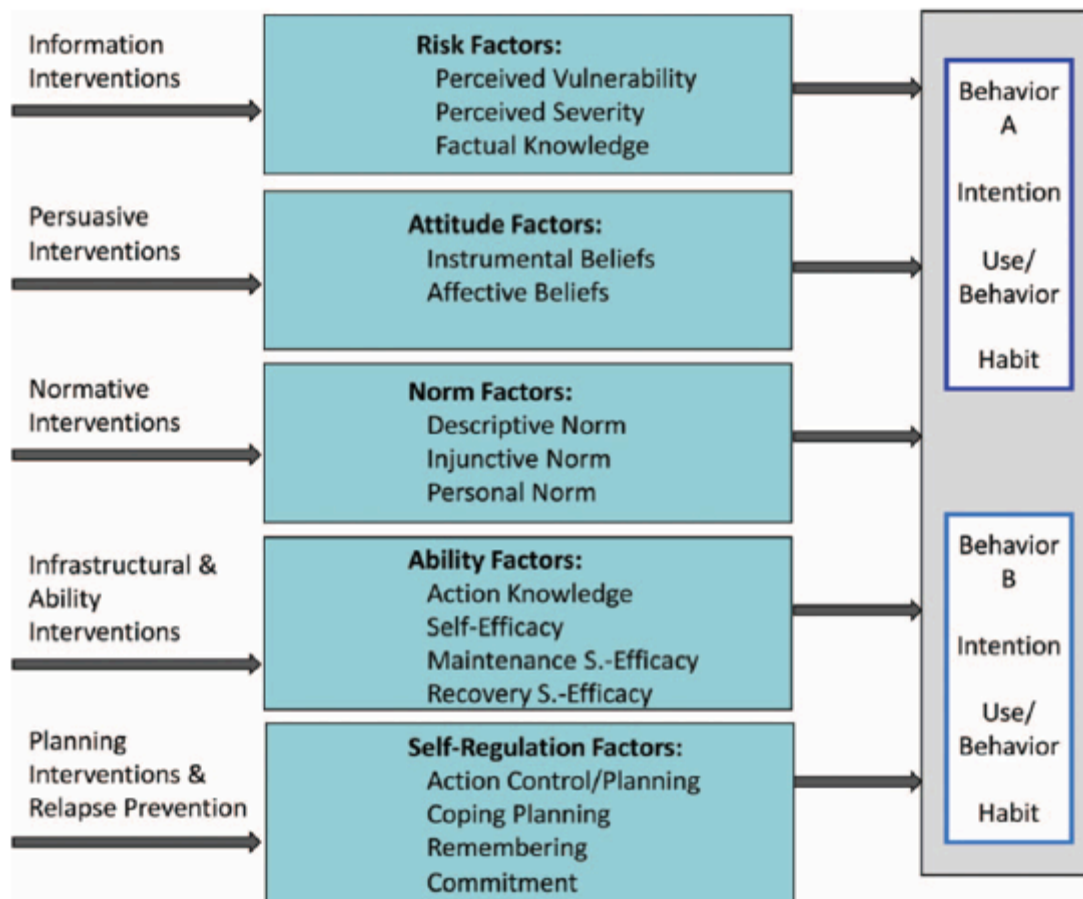 Information
Interventions
Risk Factors:
Perceived Vulnerability
Perceived Severity
Factual Knowledge
Persuasive
Interventions
Attitude Factors:
Instrumental Beliefs
Affective Beliefs
Normative
Interventions
Norm Factors:
Descriptive Norm
Injunctive Norm
Personal Norm
Infrastructural &
Ability
Interventions
Ability Factors:
Action Knowledge
Self-Efficacy
Maintenance S.-Efficacy
Recovery S.-Efficacy
Planning
Interventions &
Relapse Prevention
Self-Regulation Factors:
Action Control/Planning
Coping Planning
Remembering
Commitment
Behavior
A
Intention
Use/
Behavior
Habit
Behavior
B
Intention
Use/
Behavior
Habit